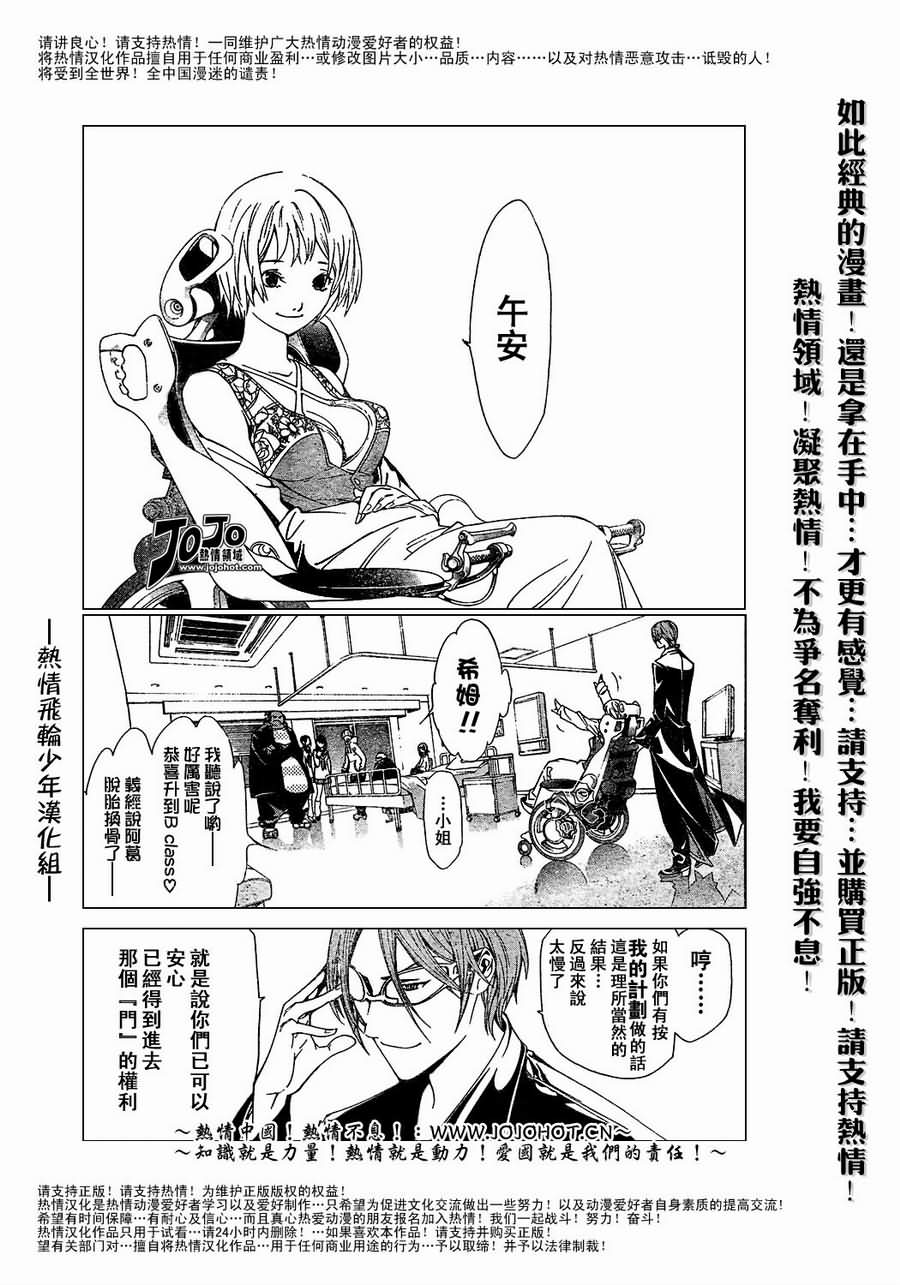 请讲良心！请支持热情！一同维护广大热情动漫爱好者的权益！
将热情汉化作品擅自用于任何商业盈利…或修改图片大小…品质…内容……以及对热情恶意攻击…诋毁的人！
将受到全世界！全中国漫迷的谴责！
如此經典的漫畫！還是拿在手中…才更有感覺…請支持…並購買正版！請支持熱情！
熱情領域！凝聚熱情！不為爭名奪利！我要自強不息！
午安
JOJO
熱情領域
www.jojohot.com
—熱情飛輪少年漢化組—
希姆!!
…小姐
我聽說了喲——
好厲害呢
恭喜升到B class♡
義經說阿葛
脫胎換骨了——
哼……
如果你們有按
我的計劃做的話
這是理所當然的
結果…
反過來說
太慢了
就是說你們已可以
安心
已經得到進去
那個『門』的權利
～熱情中國！熱情不息！：WWW.JOJOHOT.CN～
～知識就是力量！熱情就是動力！愛國就是我們的責任！～
请支持正版！请支持热情！为维护正版版权的权益！
热情汉化是热情动漫爱好者学习以及爱好制作…只希望为促进文化交流做出一些努力！以及动漫爱好者自身素质的提高交流！
希望有时间保障…有耐心及信心…而且真心热爱动漫的朋友报名加入热情！我们一起战斗！努力！奋斗！
热情汉化作品只用于试看…请24小时内删除！…如果喜欢本作品！请支持并购买正版！
望有关部门对…擅自将热情汉化作品…用于任何商业用途的行为…予以取缔！并予以法律制裁！